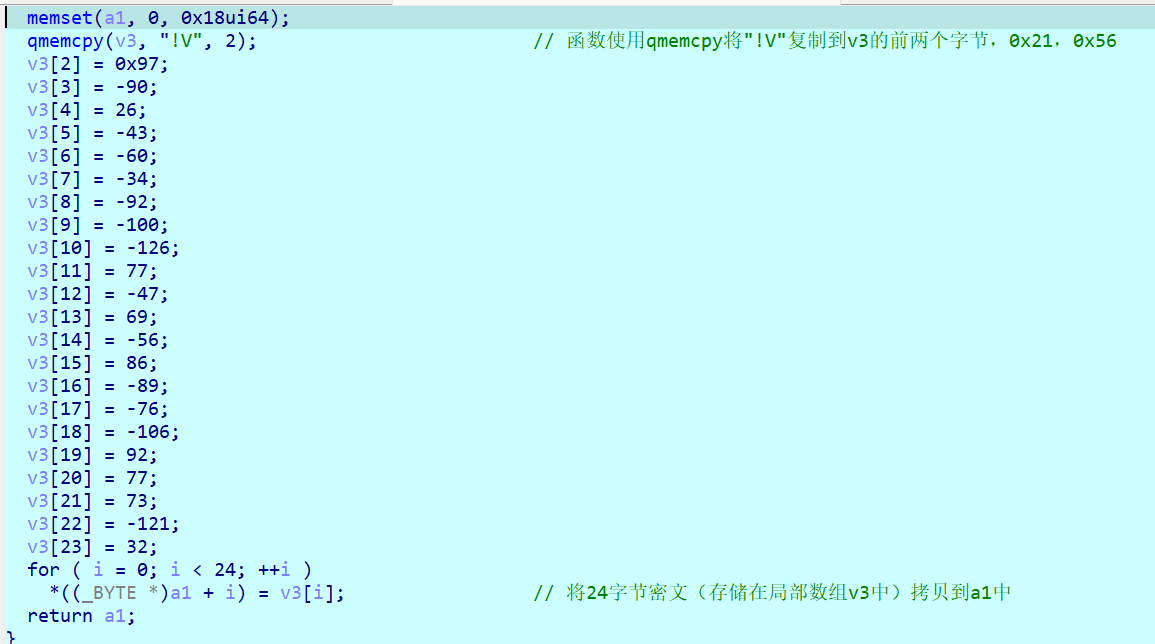 memset(a1, 0, 0x18ui64);
qmemcpy(v3, "!V", 2); // 函数使用qmemcpy将"!V"复制到v3的前两个字节，0x21，0x56
v3[2] = 0x97;
v3[3] = -90;
v3[4] = 26;
v3[5] = -43;
v3[6] = -60;
v3[7] = -34;
v3[8] = -92;
v3[9] = -100;
v3[10] = -126;
v3[11] = 77;
v3[12] = -47;
v3[13] = 69;
v3[14] = -56;
v3[15] = 86;
v3[16] = -89;
v3[17] = -76;
v3[18] = -106;
v3[19] = 92;
v3[20] = 77;
v3[21] = 73;
v3[22] = -121;
v3[23] = 32;
for ( i = 0; i < 24; ++i )
*((_BYTE *)a1 + i) = v3[i]; // 将24字节密文（存储在局部数组v3中）拷贝到a1中
return a1;
}